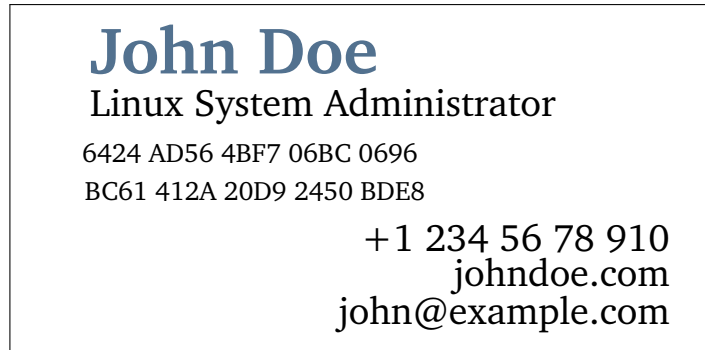 John Doe
Linux System Administrator
6424 AD56 4BF7 06BC 0696
BC61 412A 20D9 2450 BDE8
+1 234 56 78 910
johndoe.com
john@example.com